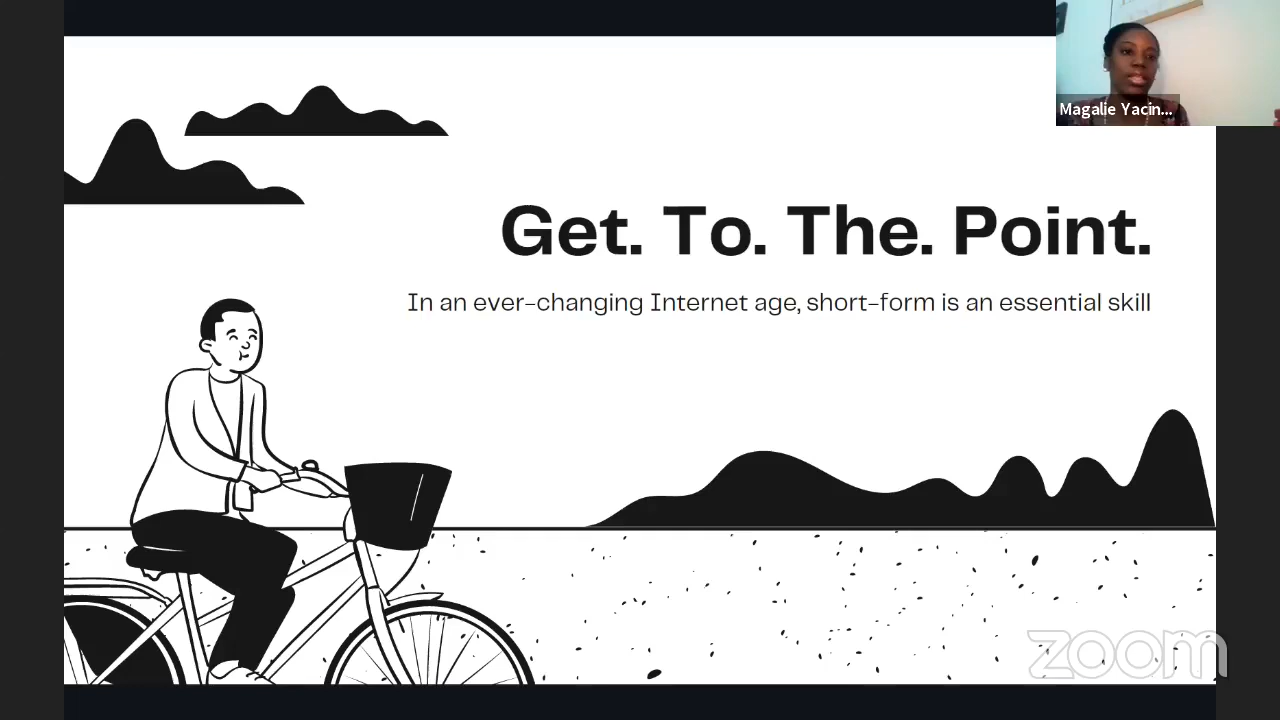 Magalie Yacin...
Get. To. The. Point.
In an ever-changing Internet age, short-form is an essential skill
zoom